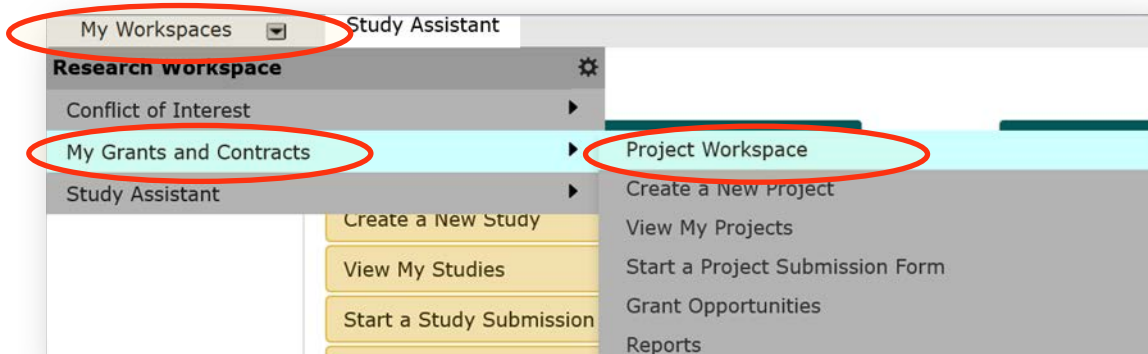 My Workspaces
Study Assistant
Research Workspace
Conflict of Interest
My Grants and Contracts
Study Assistant
Project Workspace
Create a New Project
View My Projects
Start a Project Submission Form
Grant Opportunities
Reports
Create a New Study
View My Studies
Start a Study Submission